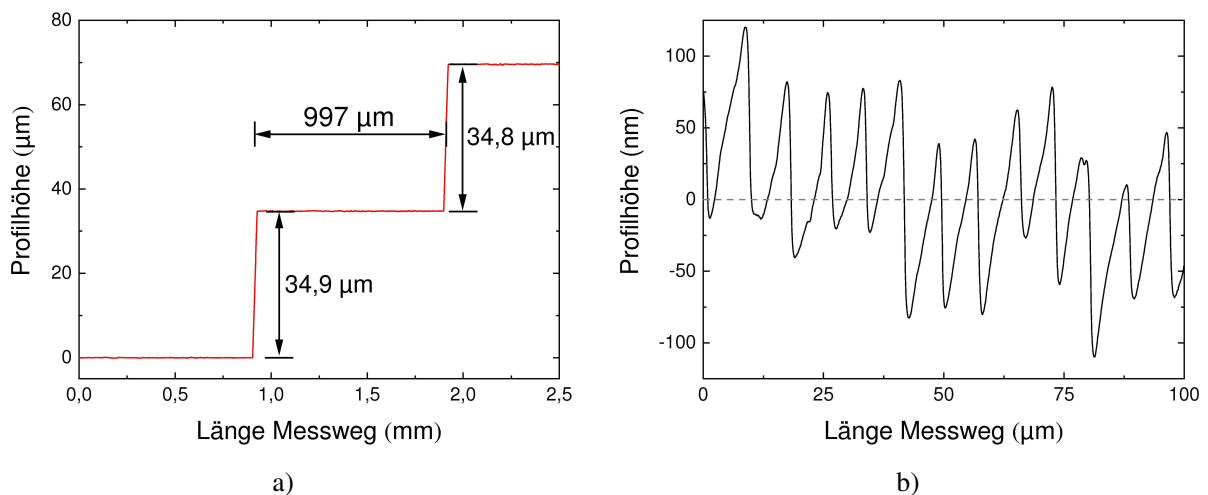 80
60
40
20
0
Profilhöhe (µm)
997 µm
34,8 µm
34,9 µm
0,0 0,5 1,0 1,5 2,0 2,5
Länge Messweg (mm)
a)
100
50
0
-50
-100
Profilhöhe (nm)
0 25 50 75 100
Länge Messweg (µm)
b)